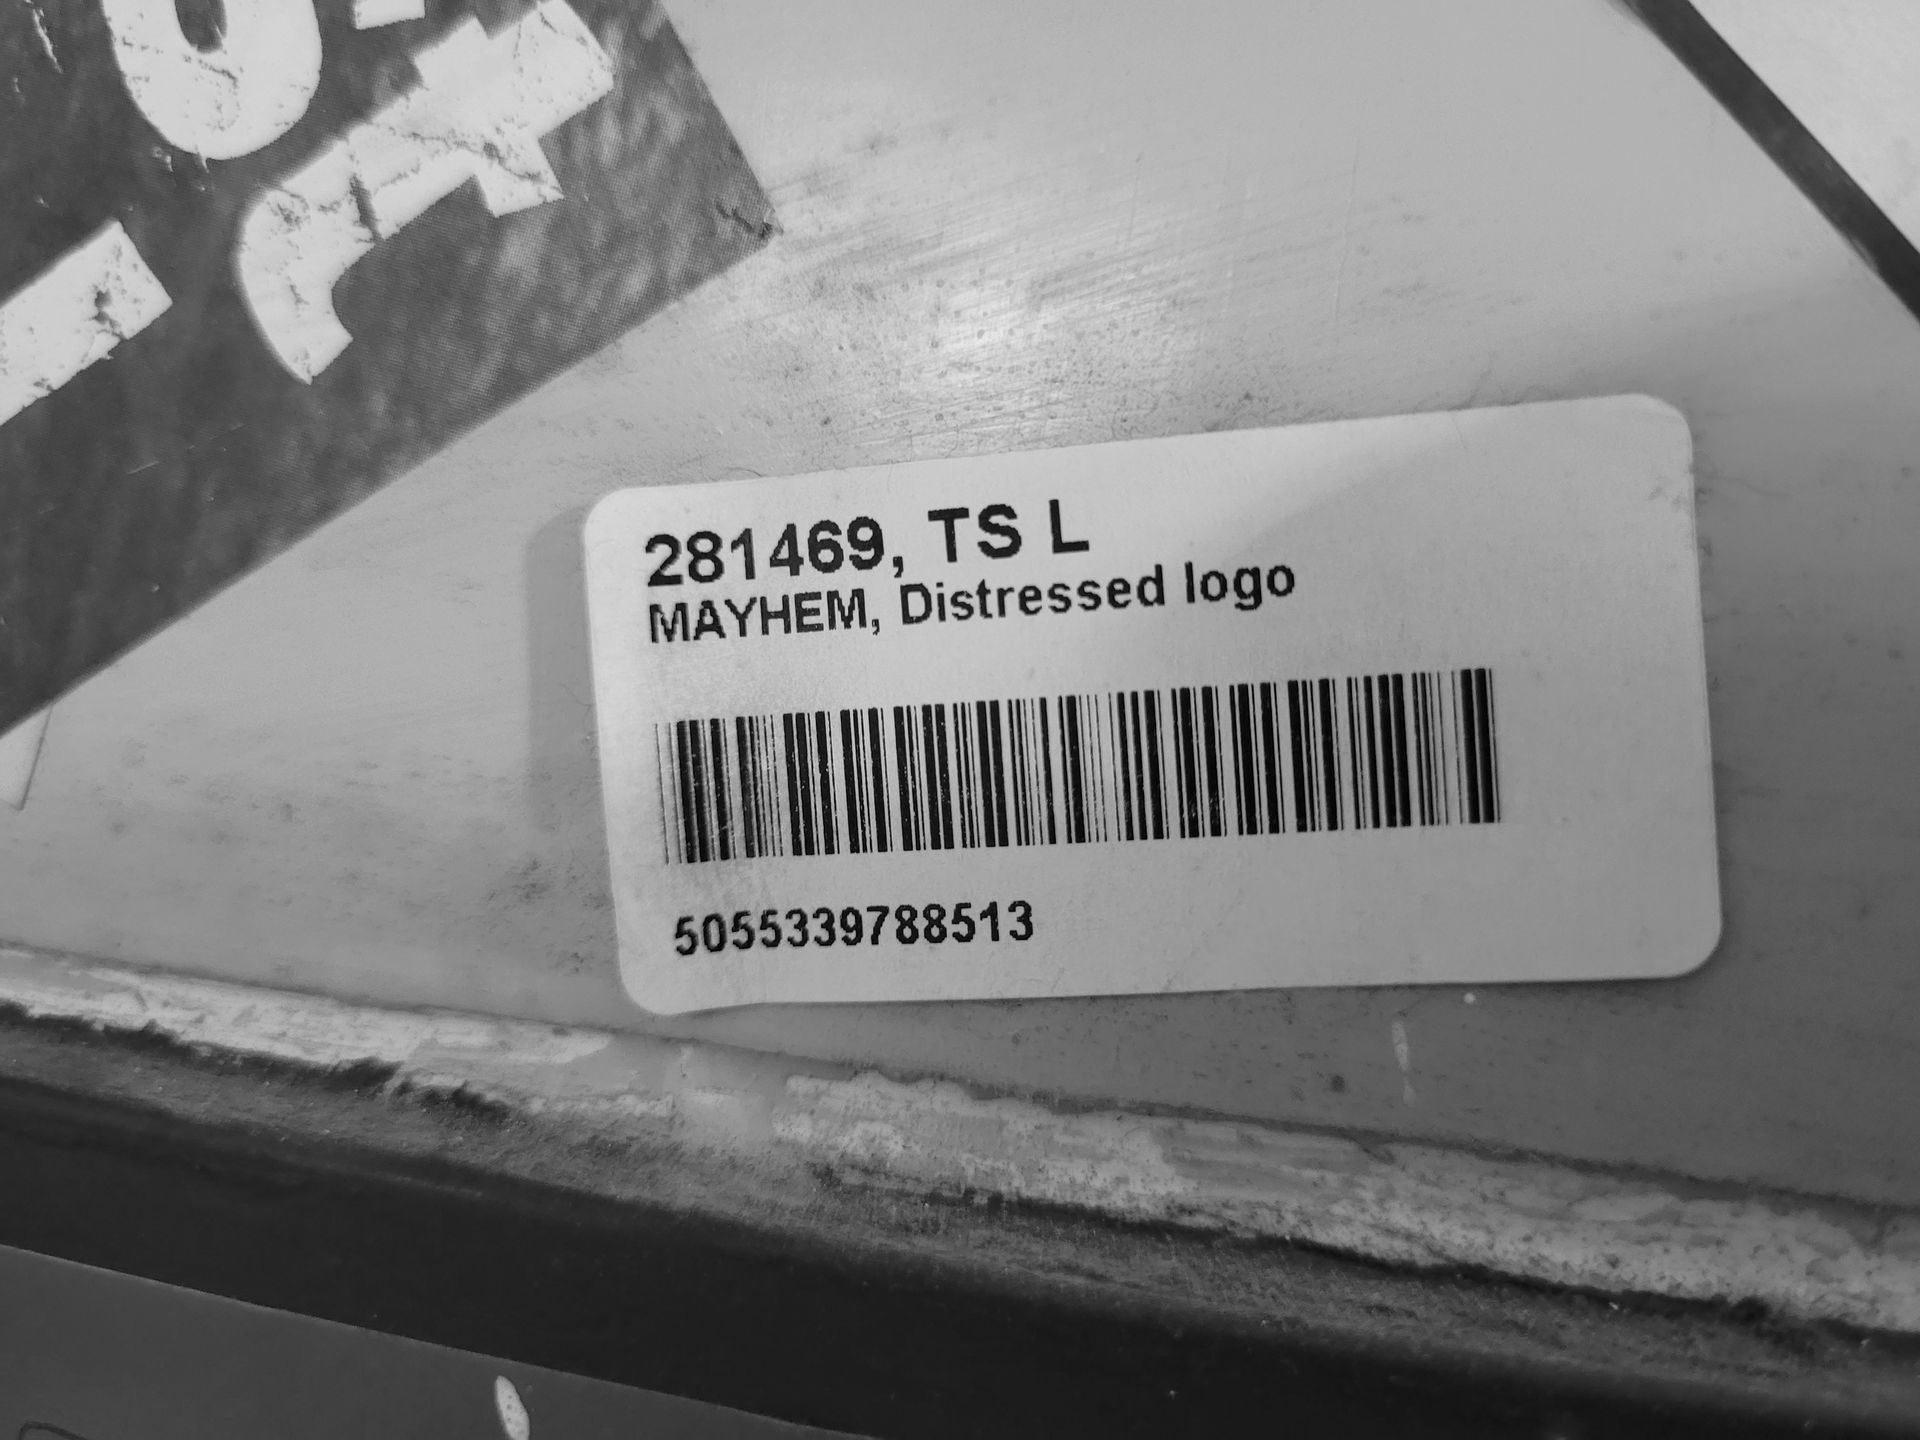 281469, TS L
MAYHEM, Distressed logo
5055339788513